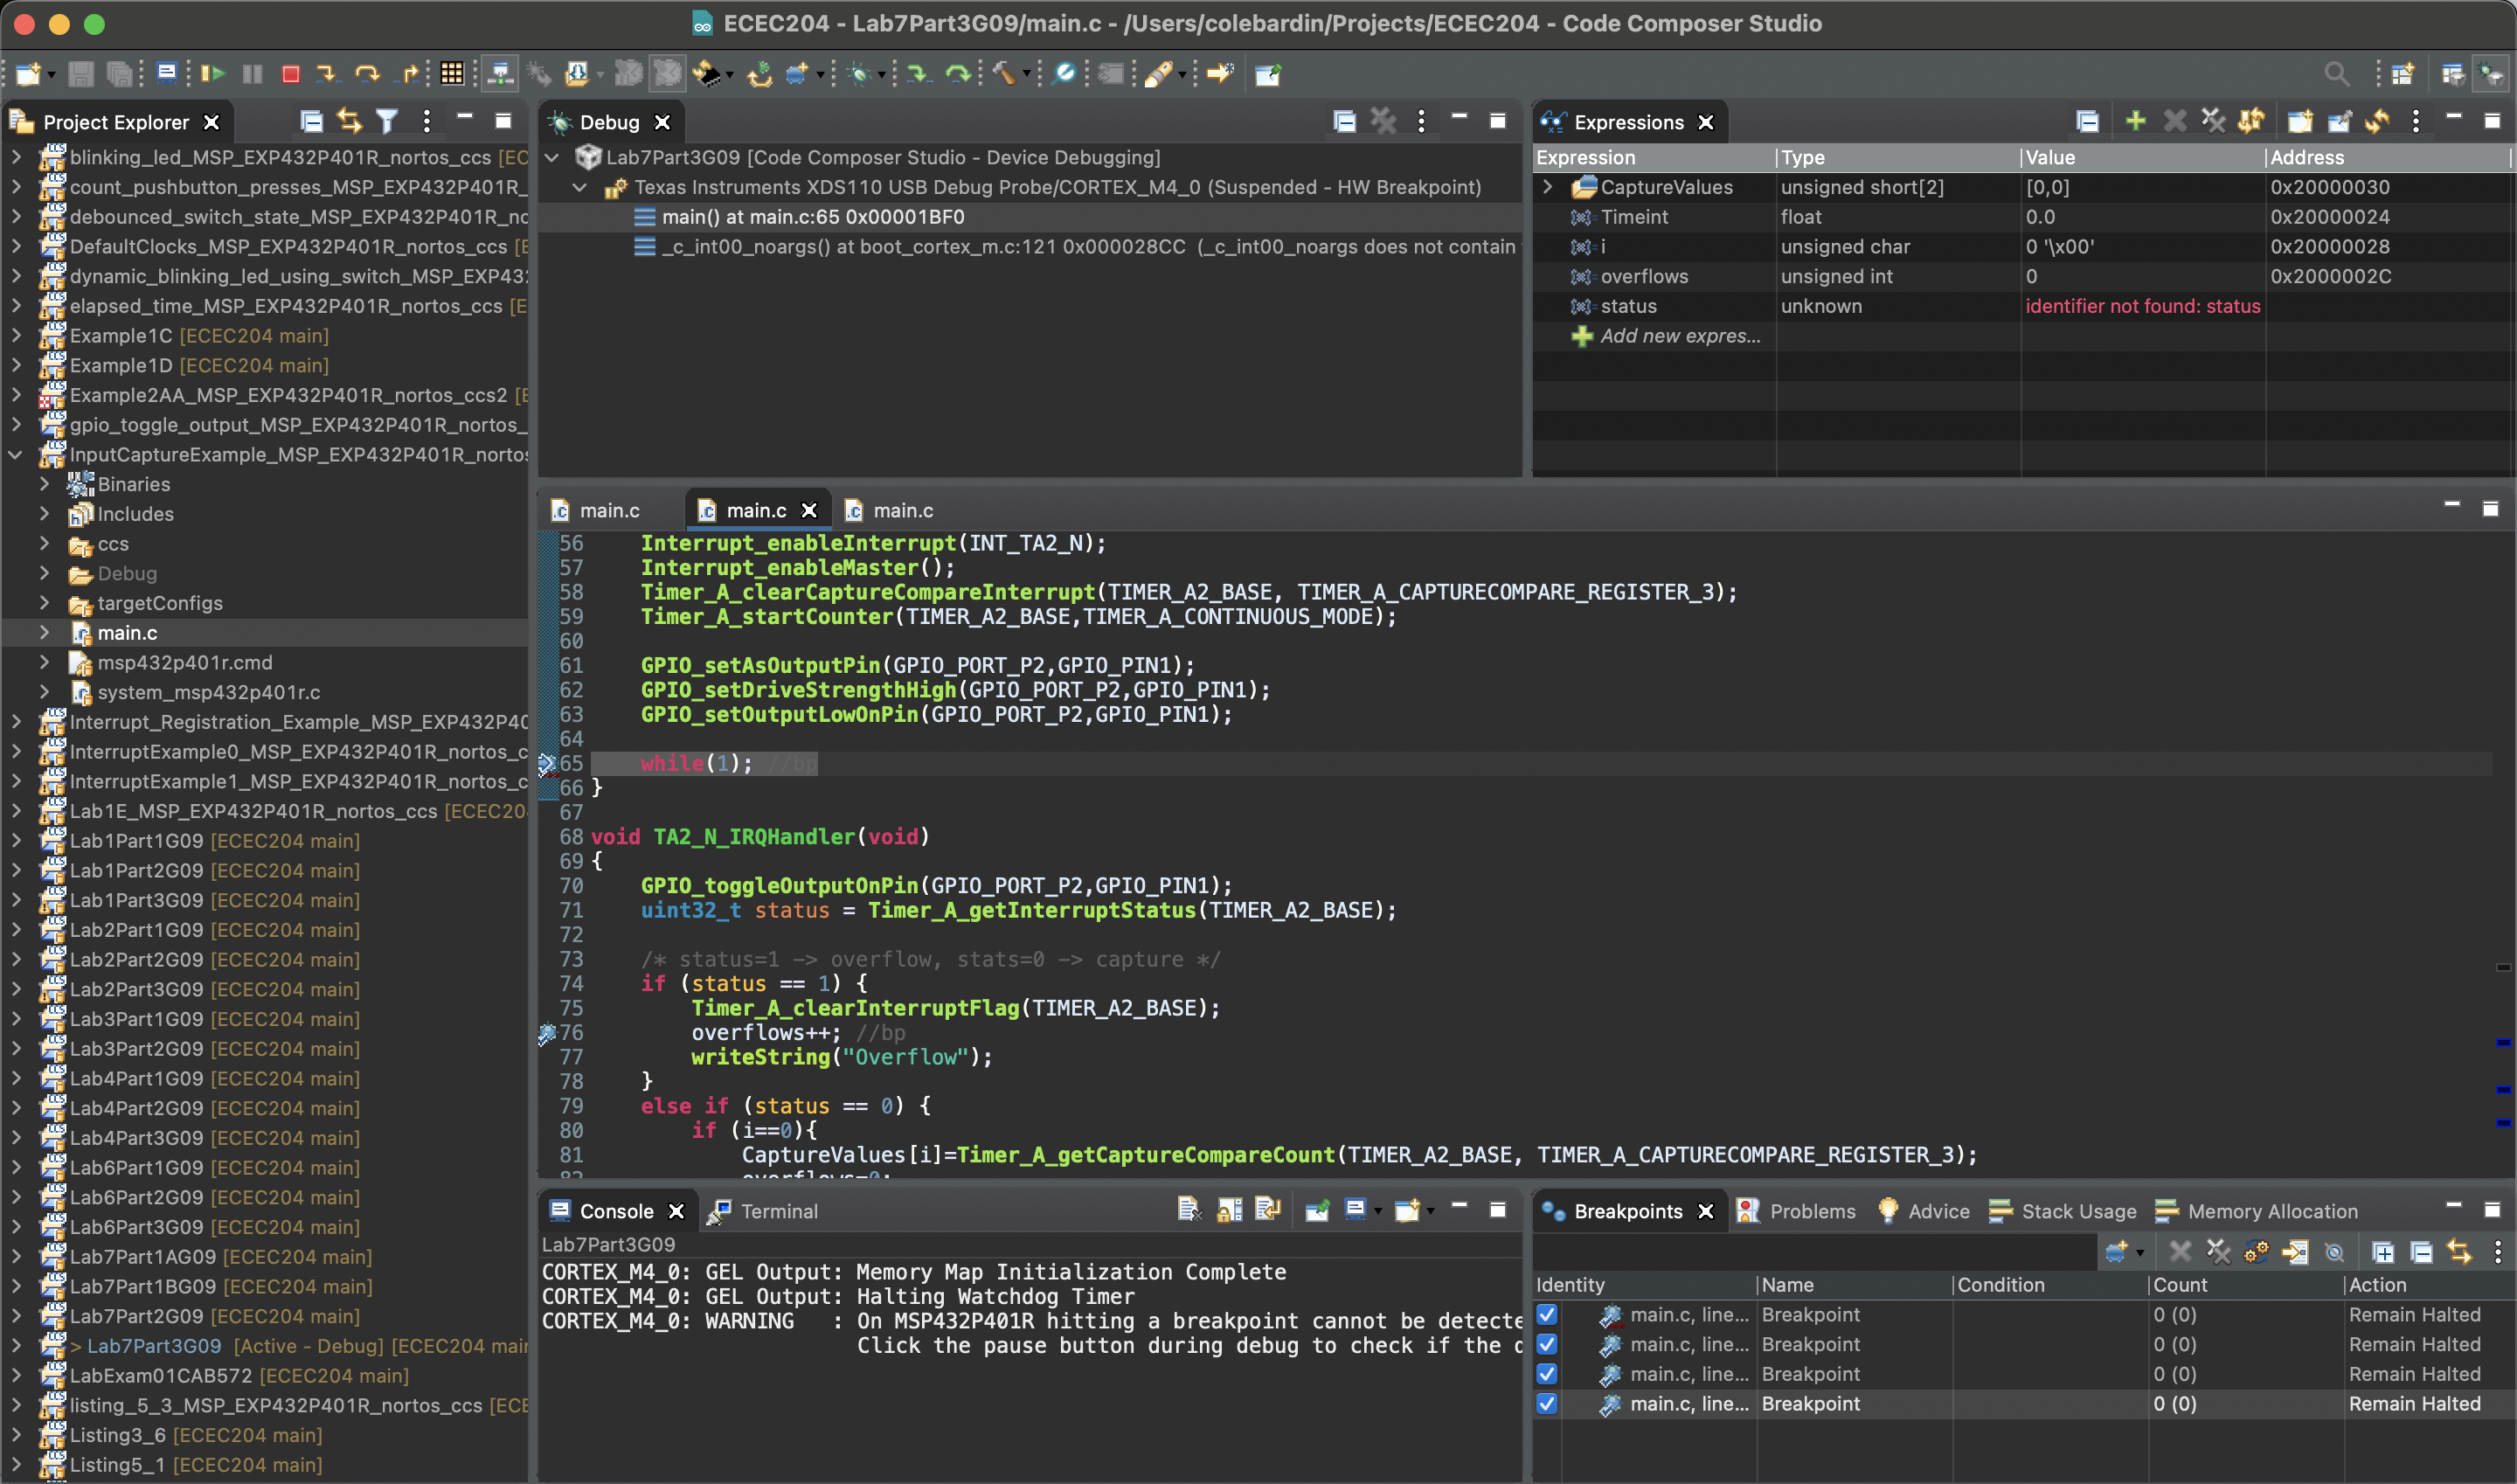 ECEC204 - Lab7Part3G09/main.c - /Users/colebardin/Projects/ECEC204 - Code Composer Studio
Project Explorer
blinking_led_MSP_EXP432P401R_nortos_ccs [EC
count_pushbutton_presses_MSP_EXP432P401R_
debounced_switch_state_MSP_EXP432P401R_no
DefaultClocks_MSP_EXP432P401R_nortos_ccs [E
dynamic_blinking_led_using_switch_MSP_EXP432
elapsed_time_MSP_EXP432P401R_nortos_ccs [E
Example1C [ECEC204 main]
Example1D [ECEC204 main]
Example2AA_MSP_EXP432P401R_nortos_ccs2 [E
gpio_toggle_output_MSP_EXP432P401R_nortos_
InputCaptureExample_MSP_EXP432P401R_nortos
Binaries
Includes
ccs
Debug
targetConfigs
main.c
msp432p401r.cmd
system_msp432p401r.c
Interrupt_Registration_Example_MSP_EXP432P40
InterruptExample0_MSP_EXP432P401R_nortos_c
InterruptExample1_MSP_EXP432P401R_nortos_c
Lab1E_MSP_EXP432P401R_nortos_ccs [ECEC20
Lab1Part1G09 [ECEC204 main]
Lab1Part2G09 [ECEC204 main]
Lab1Part3G09 [ECEC204 main]
Lab2Part1G09 [ECEC204 main]
Lab2Part2G09 [ECEC204 main]
Lab2Part3G09 [ECEC204 main]
Lab3Part1G09 [ECEC204 main]
Lab3Part2G09 [ECEC204 main]
Lab4Part1G09 [ECEC204 main]
Lab4Part2G09 [ECEC204 main]
Lab4Part3G09 [ECEC204 main]
Lab6Part1G09 [ECEC204 main]
Lab6Part2G09 [ECEC204 main]
Lab6Part3G09 [ECEC204 main]
Lab7Part1AG09 [ECEC204 main]
Lab7Part1BG09 [ECEC204 main]
Lab7Part2G09 [ECEC204 main]
> Lab7Part3G09 [Active - Debug] [ECEC204 mai
LabExam01CAB572 [ECEC204 main]
listing_5_3_MSP_EXP432P401R_nortos_ccs [ECE
Listing3_6 [ECEC204 main]
Listing5_1 [ECEC204 main]
Debug
Lab7Part3G09 [Code Composer Studio - Device Debugging]
Texas Instruments XDS110 USB Debug Probe/CORTEX_M4_0 (Suspended - HW Breakpoint)
main() at main.c:65 0x00001BF0
_c_int00_noargs() at boot_cortex_m.c:121 0x000028CC (_c_int00_noargs does not contain
Expressions
Expression Type Value Address
CaptureValues unsigned short[2] [0,0] 0x20000030
Timeint float 0.0 0x20000024
i unsigned char 0 '\x00' 0x20000028
overflows unsigned int 0 0x2000002C
status unknown identifier not found: status
Add new expres...
main.c main.c main.c
56 Interrupt_enableInterrupt(INT_TA2_N);
57 Interrupt_enableMaster();
58 Timer_A_clearCaptureCompareInterrupt(TIMER_A2_BASE, TIMER_A_CAPTURECOMPARE_REGISTER_3);
59 Timer_A_startCounter(TIMER_A2_BASE,TIMER_A_CONTINUOUS_MODE);
60
61 GPIO_setAsOutputPin(GPIO_PORT_P2,GPIO_PIN1);
62 GPIO_setDriveStrengthHigh(GPIO_PORT_P2,GPIO_PIN1);
63 GPIO_setOutputLowOnPin(GPIO_PORT_P2,GPIO_PIN1);
64
65 while(1); //bp
66 }
67
68 void TA2_N_IRQHandler(void)
69 {
70 GPIO_toggleOutputOnPin(GPIO_PORT_P2,GPIO_PIN1);
71 uint32_t status = Timer_A_getInterruptStatus(TIMER_A2_BASE);
72
73 /* status=1 -> overflow, stats=0 -> capture */
74 if (status == 1) {
75 Timer_A_clearInterruptFlag(TIMER_A2_BASE);
76 overflows++; //bp
77 writeString("Overflow");
78 }
79 else if (status == 0) {
80 if (i==0){
81 CaptureValues[i]=Timer_A_getCaptureCompareCount(TIMER_A2_BASE, TIMER_A_CAPTURECOMPARE_REGISTER_3);
82 overflows=0;
Console Terminal
Lab7Part3G09
CORTEX_M4_0: GEL Output: Memory Map Initialization Complete
CORTEX_M4_0: GEL Output: Halting Watchdog Timer
CORTEX_M4_0: WARNING : On MSP432P401R hitting a breakpoint cannot be detecte
Click the pause button during debug to check if the d
Breakpoints Problems Advice Stack Usage Memory Allocation
Identity Name Condition Count Action
main.c, line... Breakpoint 0 (0) Remain Halted
main.c, line... Breakpoint 0 (0) Remain Halted
main.c, line... Breakpoint 0 (0) Remain Halted
main.c, line... Breakpoint 0 (0) Remain Halted